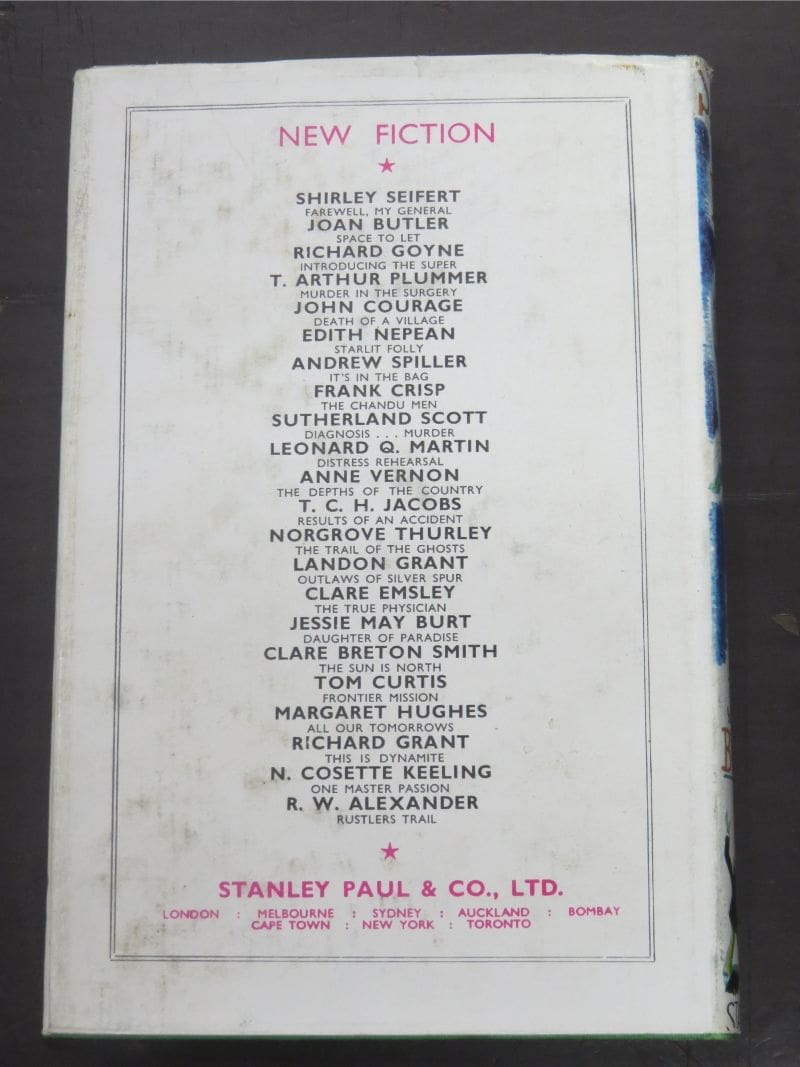 NEW FICTION
SHIRLEY SEIFERT
FAREWELL, MY GENERAL
JOAN BUTLER
SPACE TO LET
RICHARD GOYNE
INTRODUCING THE SUPER
T. ARTHUR PLUMMER
MURDER IN THE SURGERY
JOHN COURAGE
DEATH OF A VILLAGE
EDITH NEPEAN
STARLIT FOLLY
ANDREW SPILLER
IT'S IN THE BAG
FRANK CRISP
THE CHANDU MEN
SUTHERLAND SCOTT
DIAGNOSIS . . . MURDER
LEONARD Q. MARTIN
DISTRESS REHEARSAL
ANNE VERNON
THE DEPTHS OF THE COUNTRY
T. C. H. JACOBS
RESULTS OF AN ACCIDENT
NORGROVE THURLEY
THE TRAIL OF THE GHOSTS
LANDON GRANT
OUTLAWS OF SILVER SPUR
CLARE EMSLEY
THE TRUE PHYSICIAN
JESSIE MAY BURT
DAUGHTER OF PARADISE
CLARE BRETON SMITH
THE SUN IS NORTH
TOM CURTIS
FRONTIER MISSION
MARGARET HUGHES
ALL OUR TOMORROWS
RICHARD GRANT
THIS IS DYNAMITE
N. COSETTE KEELING
ONE MASTER PASSION
R. W. ALEXANDER
RUSTLERS TRAIL
STANLEY PAUL & CO., LTD.
LONDON : MELBOURNE : SYDNEY : AUCKLAND : BOMBAY
CAPE TOWN : NEW YORK : TORONTO